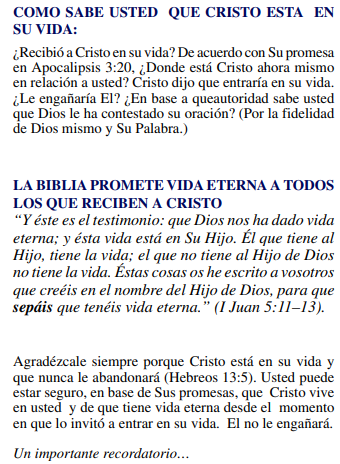 COMO SABE USTED QUE CRISTO ESTA EN
SU VIDA:
¿Recibió a Cristo en su vida? De acuerdo con Su promesa
en Apocalipsis 3:20, ¿Donde está Cristo ahora mismo
en relación a usted? Cristo dijo que entraría en su vida.
¿Le engañaría El? ¿En base a queautoridad sabe usted
que Dios le ha contestado su oración? (Por la fidelidad
de Dios mismo y Su Palabra.)
LA BIBLIA PROMETE VIDA ETERNA A TODOS
LOS QUE RECIBEN A CRISTO
“Y éste es el testimonio: que Dios nos ha dado vida
eterna; y ésta vida está en Su Hijo. Él que tiene al
Hijo, tiene la vida; el que no tiene al Hijo de Dios
no tiene la vida. Éstas cosas os he escrito a vosotros
que creéis en el nombre del Hijo de Dios, para que
sepáis que tenéis vida eterna.” (I Juan 5:11–13).
Agradézcale siempre porque Cristo está en su vida y
que nunca le abandonará (Hebreos 13:5). Usted puede
estar seguro, en base de Sus promesas, que Cristo vive
en usted y de que tiene vida eterna desde el momento
en que lo invitó a entrar en su vida. El no le engañará.
Un importante recordatorio…